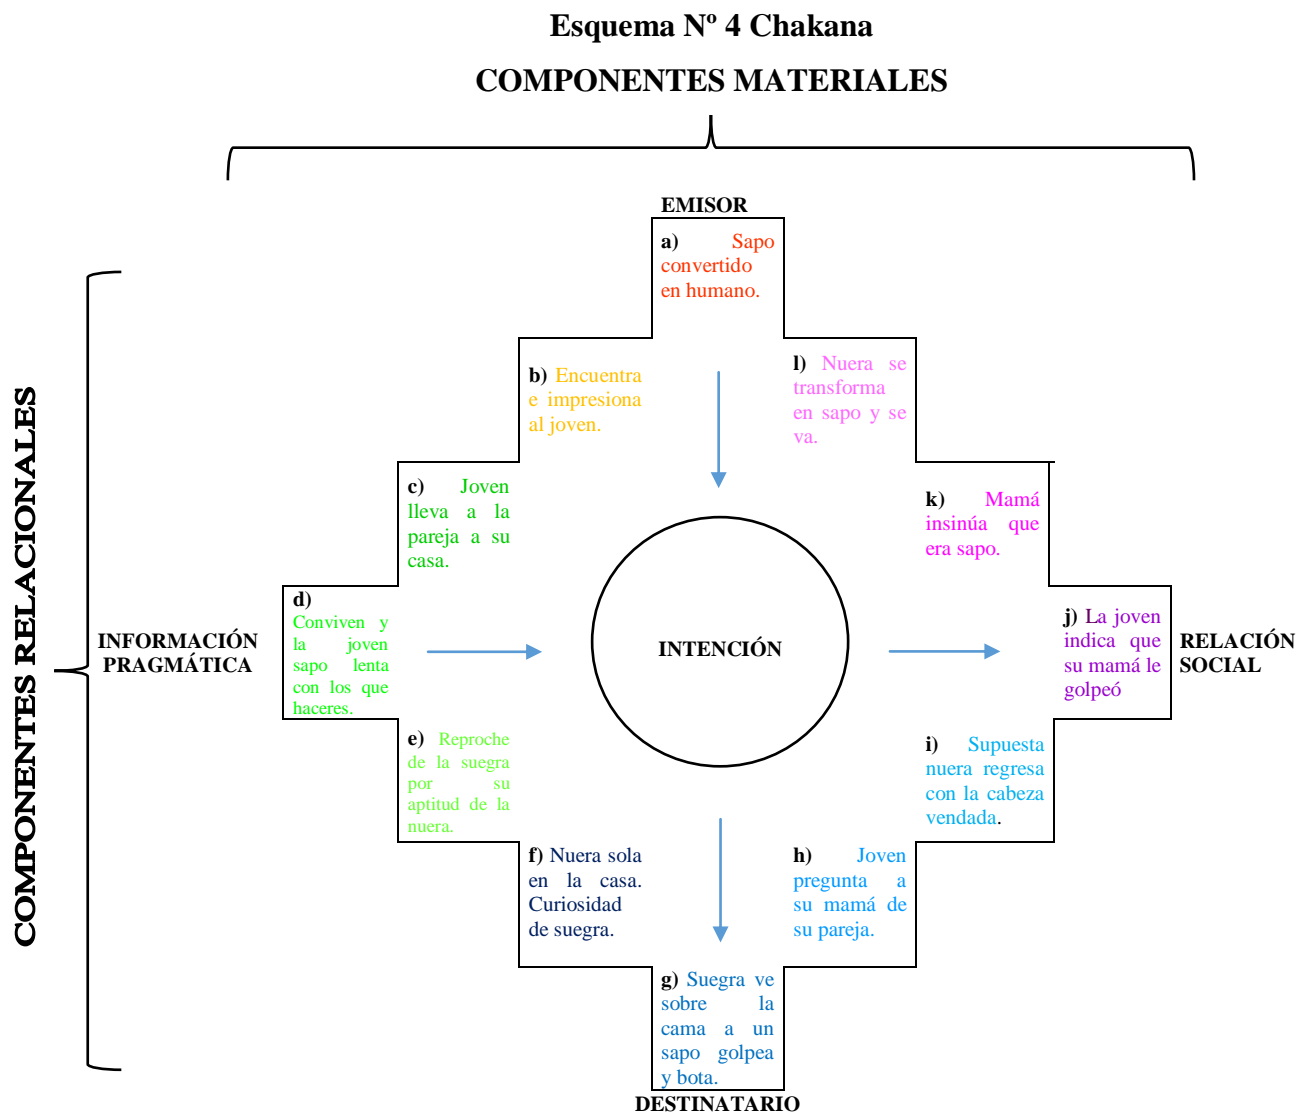 Esquema Nº 4 Chakana
COMPONENTES MATERIALES
COMPONENTES RELACIONALES
EMISOR
a) Sapo
convertido
en humano.
b) Encuentra
e impresiona
al joven.
l) Nuera se
transforma
en sapo y se
va.
c) Joven
lleva a la
pareja a su
casa.
k) Mamá
insinúa que
era sapo.
INFORMACIÓN
PRAGMÁTICA
d)
Conviven y
la joven
sapo lenta
con los que
haceres.
INTENCIÓN
j) La joven
indica que
su mamá le
golpeó
RELACIÓN
SOCIAL
e) Reproche
de la suegra
por su
aptitud de la
nuera.
i) Supuesta
nuera regresa
con la cabeza
vendada.
f) Nuera sola
en la casa.
Curiosidad
de suegra.
h) Joven
pregunta a
su mamá de
su pareja.
g) Suegra ve
sobre la
cama a un
sapo golpea
y bota.
DESTINATARIO